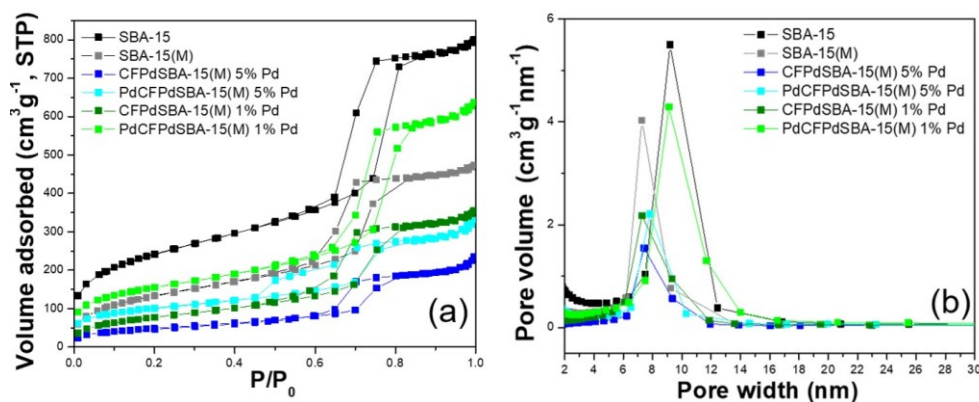 Volume adsorbed (cm³g⁻¹, STP)
800
700
600
500
400
300
200
100
0
SBA-15
SBA-15(M)
CFPdSBA-15(M) 5% Pd
PdCFPdSBA-15(M) 5% Pd
CFPdSBA-15(M) 1% Pd
PdCFPdSBA-15(M) 1% Pd
(a)
0.0 0.2 0.4 0.6 0.8 1.0
P/P₀
Pore volume (cm³g⁻¹nm⁻¹)
6
4
2
0
SBA-15
SBA-15(M)
CFPdSBA-15(M) 5% Pd
PdCFPdSBA-15(M) 5% Pd
CFPdSBA-15(M) 1% Pd
PdCFPdSBA-15(M) 1% Pd
(b)
2 4 6 8 10 12 14 16 18 20 22 24 26 28 30
Pore width (nm)